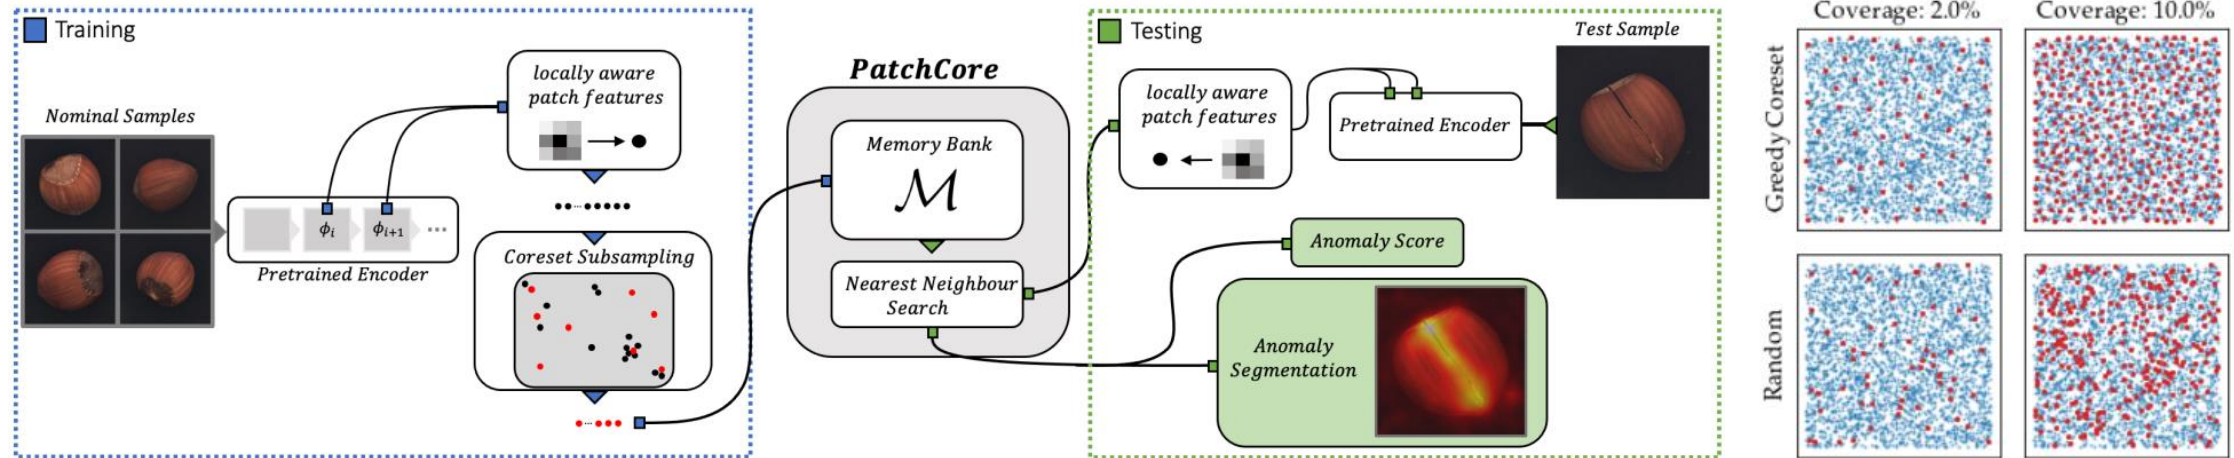 Training
Nominal Samples
ϕi
ϕi+1
...
Pretrained Encoder
locally aware
patch features
Coreset Subsampling
PatchCore
Memory Bank
ℳ
Nearest Neighbour
Search
Testing
locally aware
patch features
Pretrained Encoder
Test Sample
Anomaly Score
Anomaly
Segmentation
Coverage: 2.0%
Coverage: 10.0%
Greedy Coreset
Random